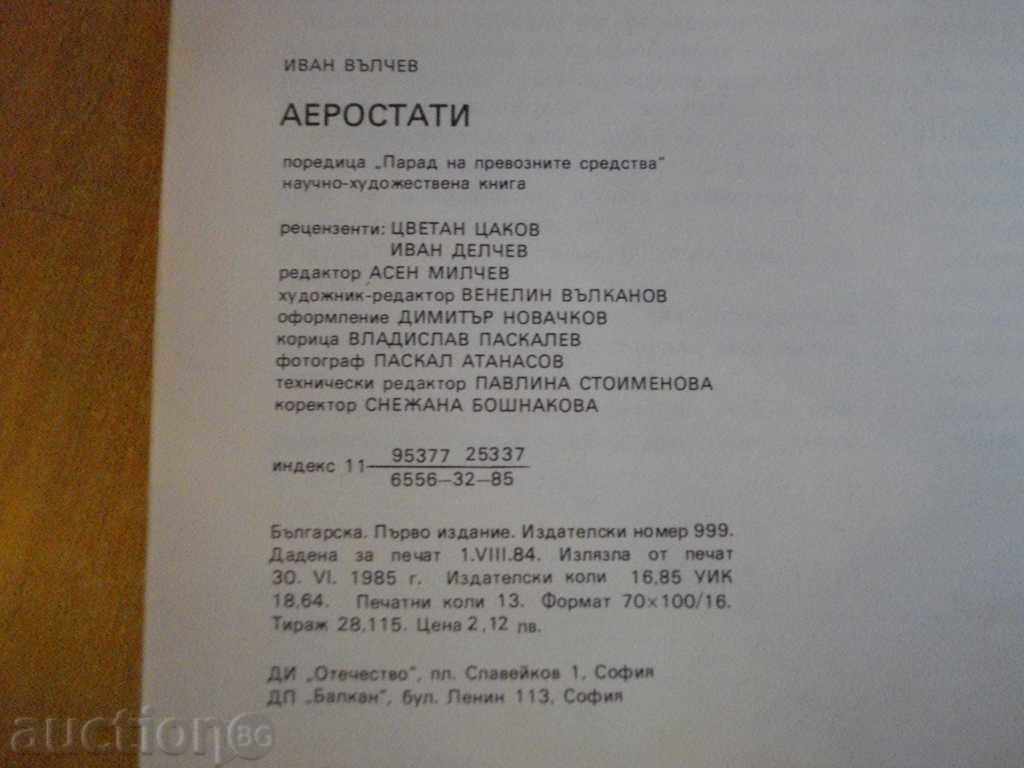 ИВАН ВЪЛЧЕВ
АЕРОСТАТИ
поредица „Парад на превозните средства“
научно-художествена книга
рецензенти: ЦВЕТАН ЦАКОВ
ИВАН ДЕЛЧЕВ
редактор АСЕН МИЛЧЕВ
художник-редактор ВЕНЕЛИН ВЪЛКАНОВ
оформление ДИМИТЪР НОВАЧКОВ
корица ВЛАДИСЛАВ ПАСКАЛЕВ
фотограф ПАСКАЛ АТАНАСОВ
технически редактор ПАВЛИНА СТОИМЕНОВА
коректор СНЕЖАНА БОШНАКОВА
95377 25337
индекс 11
6556—32—85
Българска. Първо издание. Издателски номер 999.
Дадена за печат 1.VIII.84. Излязла от печат
30. VI. 1985 г. Издателски коли 16,85 УИК
18,64. Печатни коли 13. Формат 70×100/16.
Тираж 28,115. Цена 2,12 лв.
ДИ „Отечество“, пл. Славейков 1, София
ДП „Балкан“, бул. Ленин 113, София
auctionBG